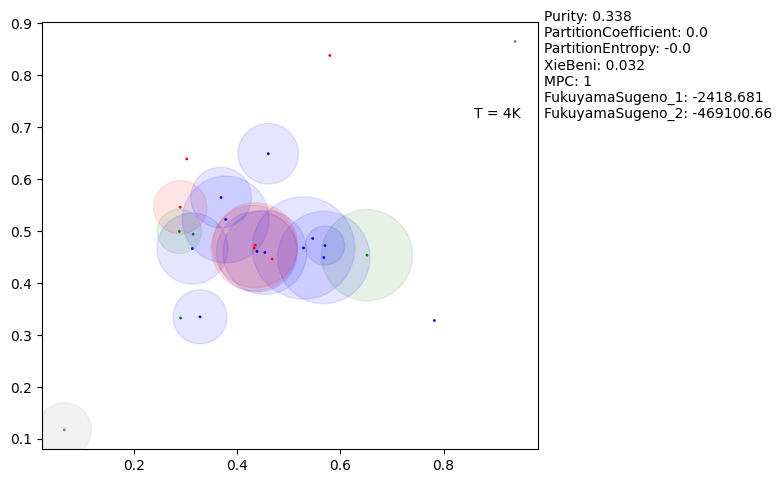 Purity: 0.338
PartitionCoefficient: 0.0
PartitionEntropy: -0.0
XieBeni: 0.032
MPC: 1
FukuyamaSugeno_1: -2418.681
FukuyamaSugeno_2: -469100.66
T = 4K
0.9
0.8
0.7
0.6
0.5
0.4
0.3
0.2
0.1
0.2 0.4 0.6 0.8